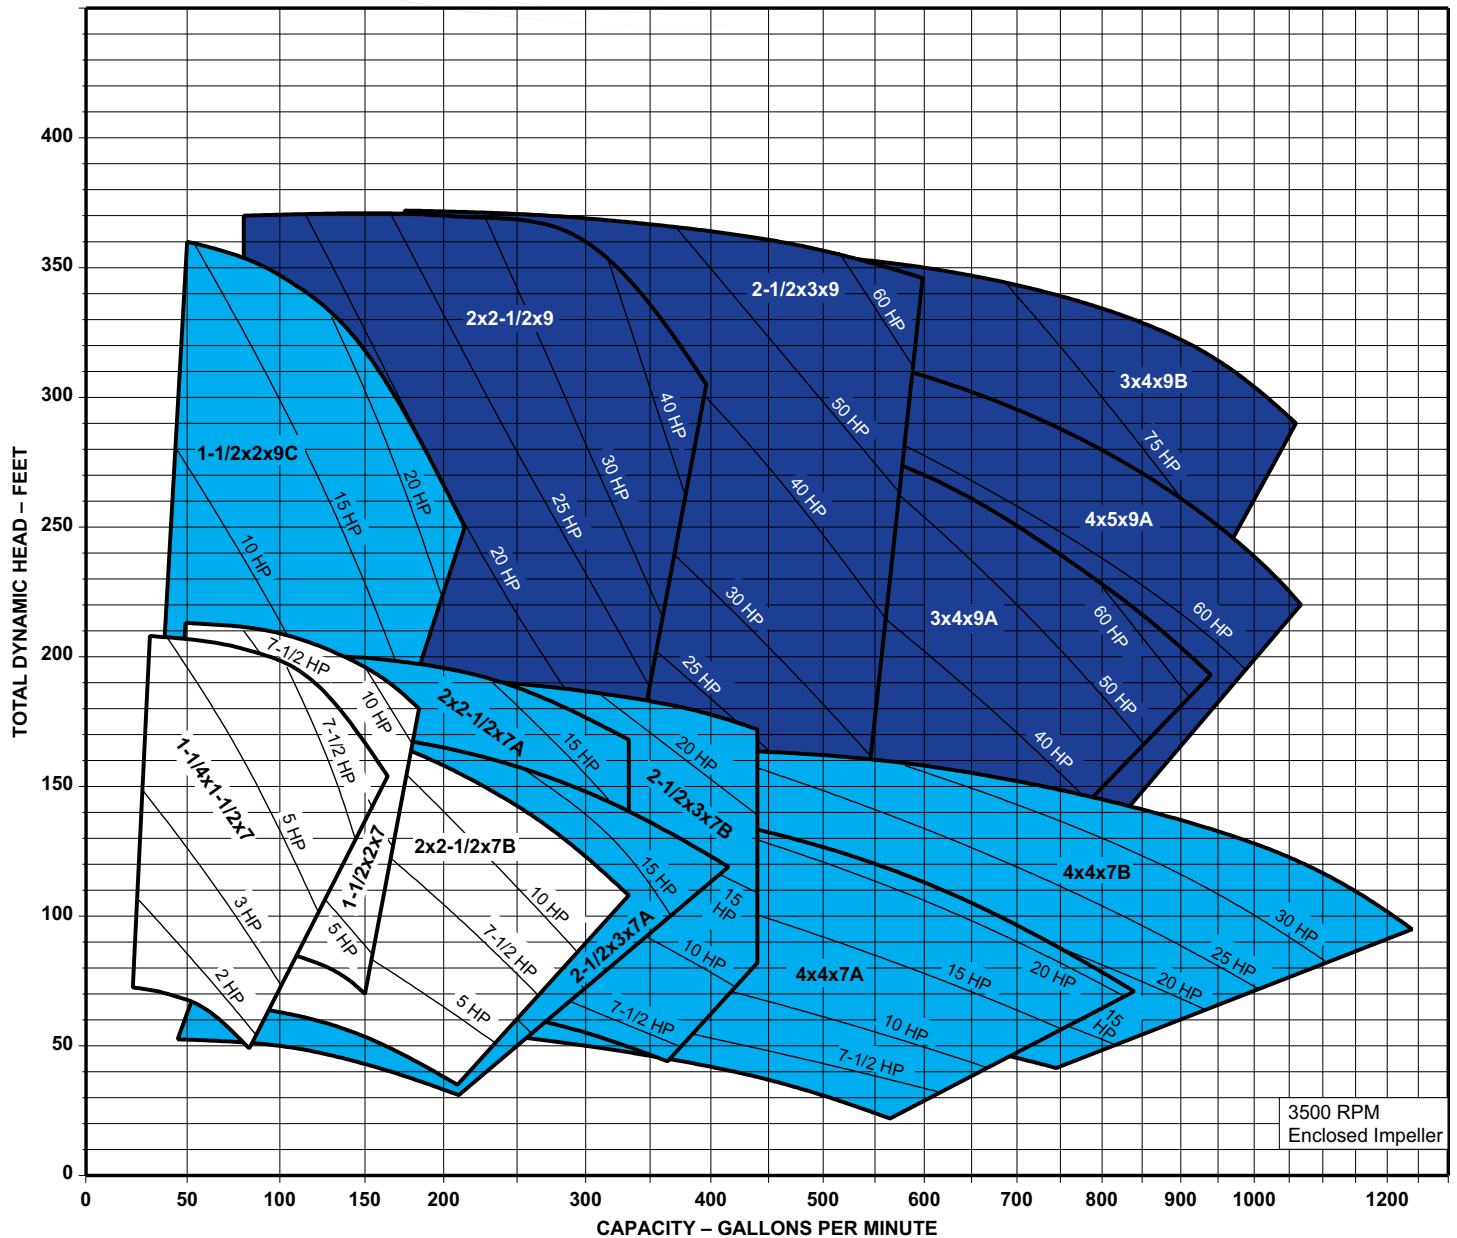 400
350
300
250
200
150
100
50
0
TOTAL DYNAMIC HEAD – FEET
2-1/2x3x9
60 HP
2x2-1/2x9
3x4x9B
40 HP
50 HP
75 HP
1-1/2x2x9C
30 HP
20 HP
15 HP
25 HP
40 HP
4x5x9A
10 HP
20 HP
30 HP
3x4x9A
60 HP
60 HP
7-1/2 HP
25 HP
10 HP
50 HP
2x2-1/2x7A
7-1/2 HP
15 HP
20 HP
40 HP
1-1/4x1-1/2x7
2-1/2x3x7B
5 HP
1-1/2x2x7
2x2-1/2x7B
15 HP
4x4x7B
15
HP
3 HP
10 HP
5 HP
2-1/2x3x7A
30 HP
7-1/2 HP
10 HP
25 HP
2 HP
4x4x7A
15 HP
20 HP
20 HP
5 HP
7-1/2 HP
10 HP
15
HP
7-1/2 HP
3500 RPM
Enclosed Impeller
0 50 100 150 200 300 400 500 600 700 800 900 1000 1200
CAPACITY – GALLONS PER MINUTE